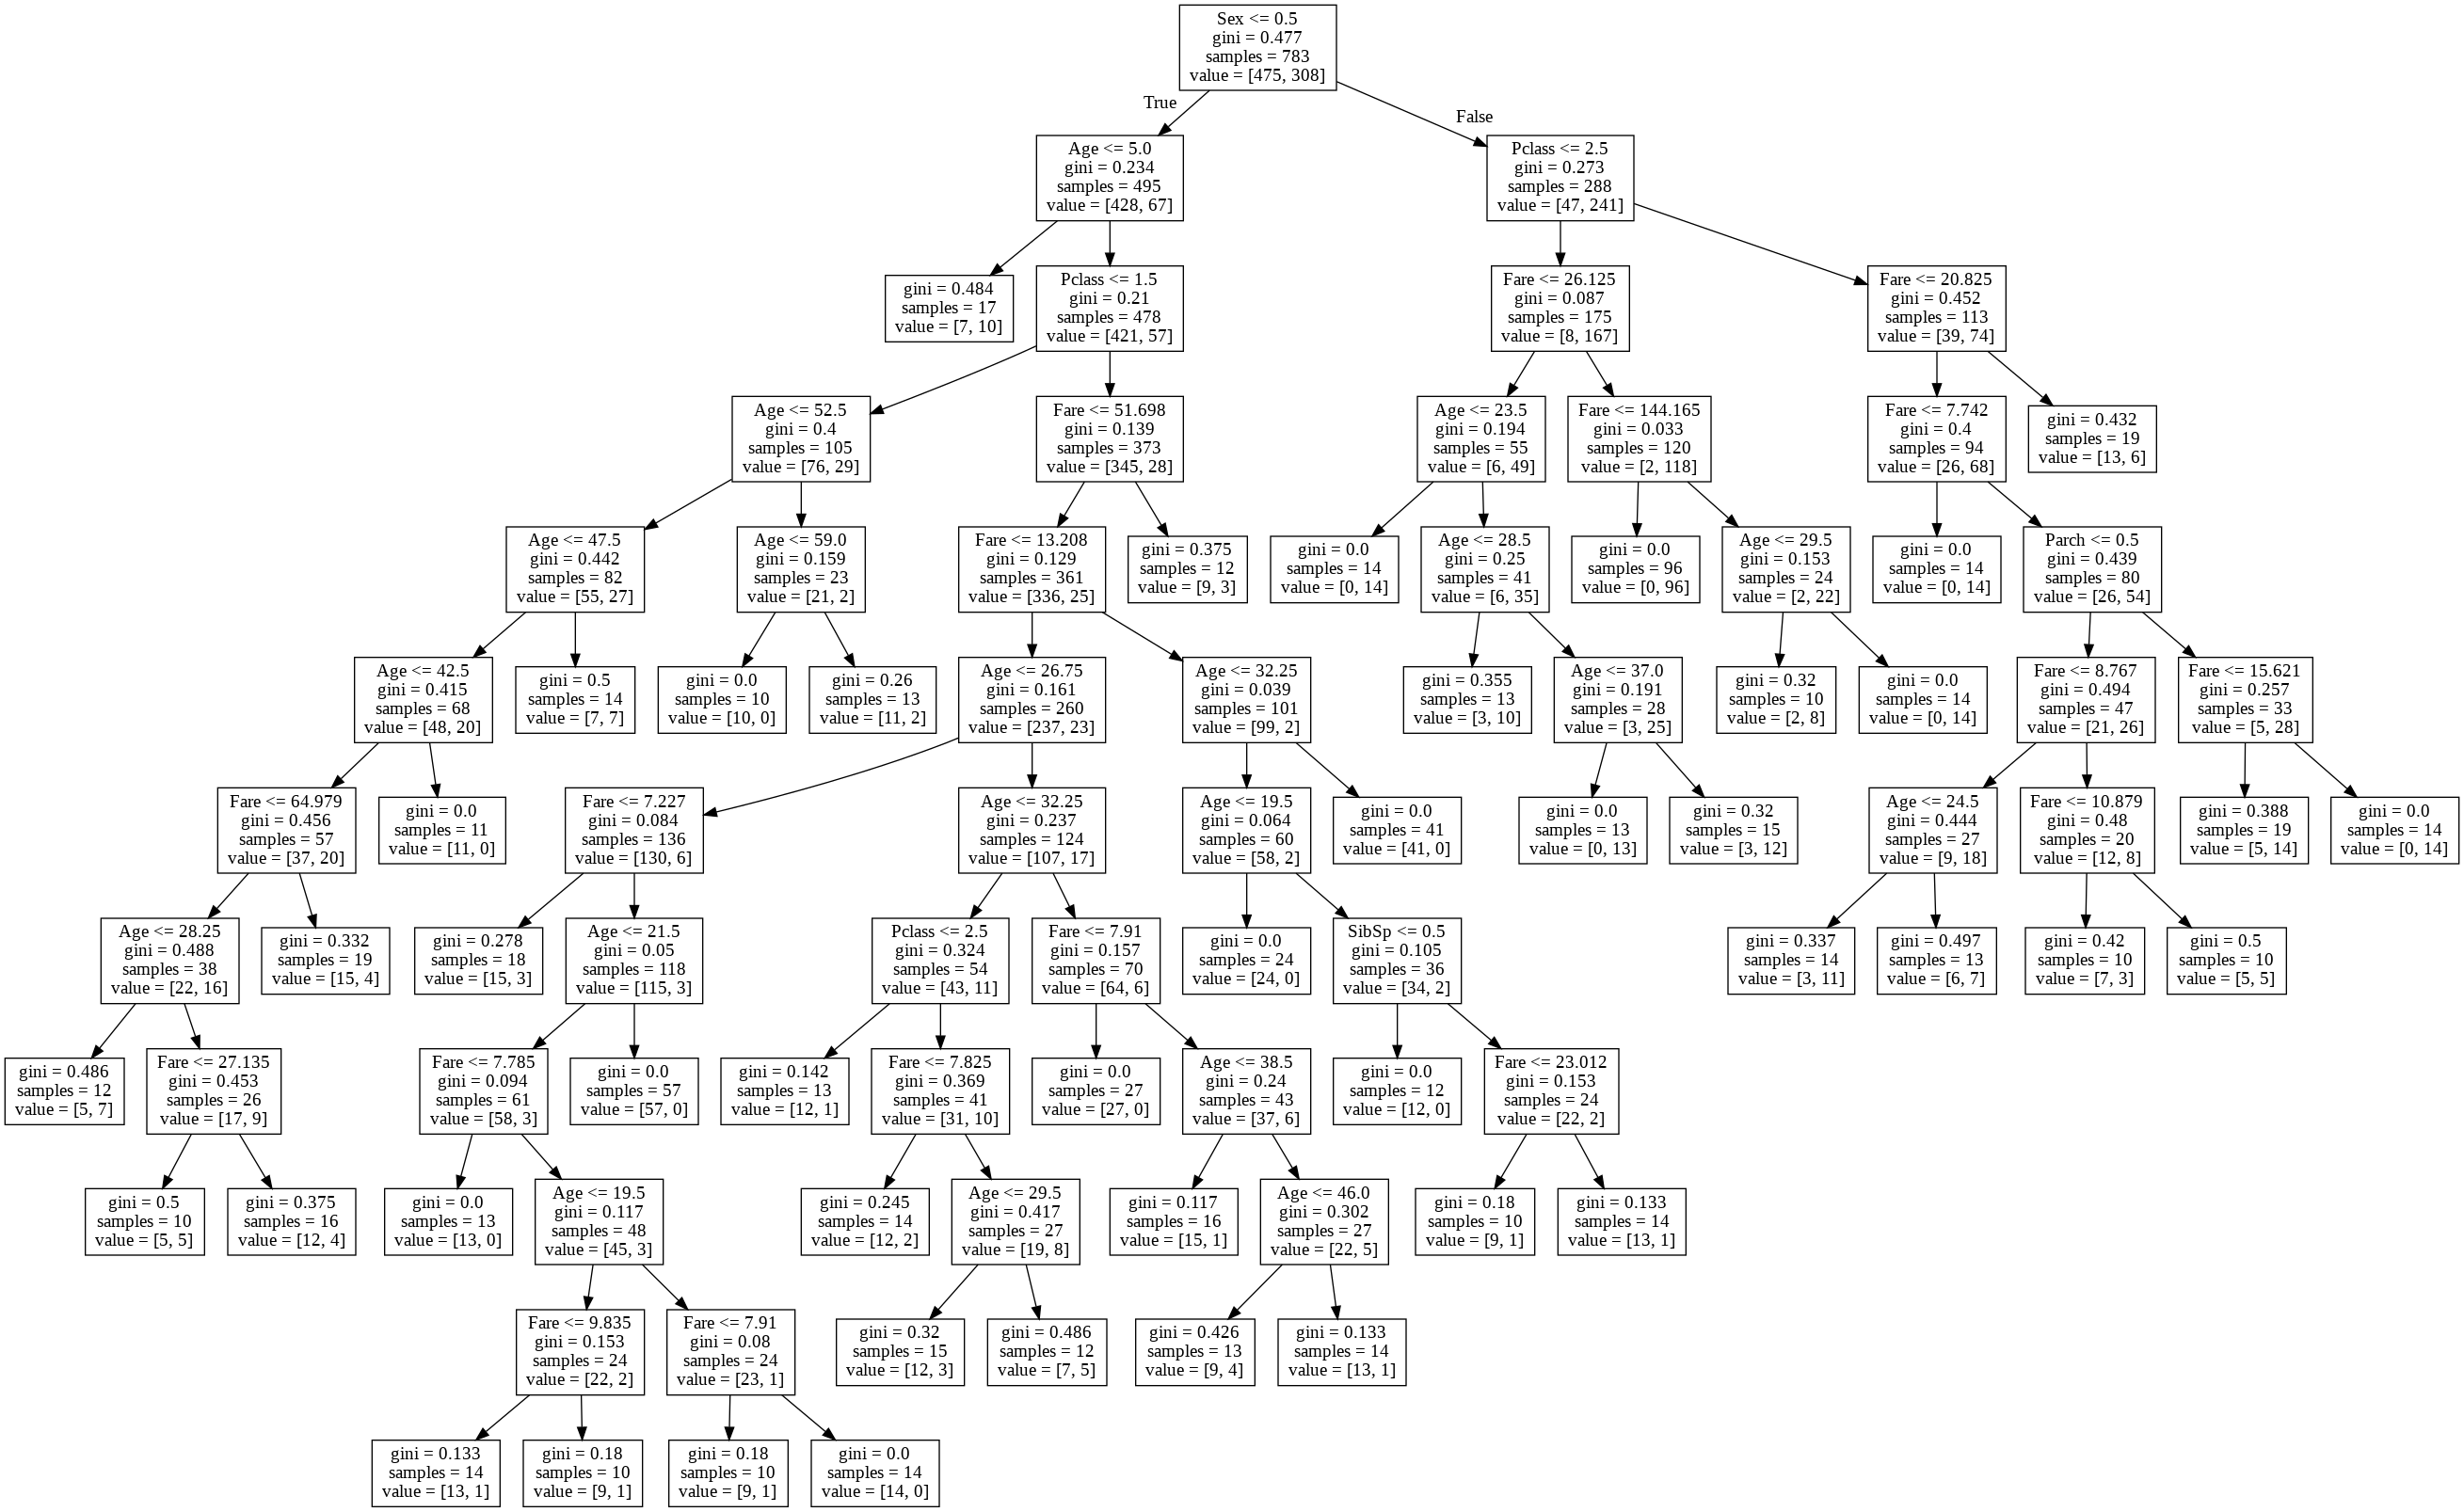 Sex <= 0.5
gini = 0.477
samples = 783
value = [475, 308]
True
False
Age <= 5.0
gini = 0.234
samples = 495
value = [428, 67]
Pclass <= 2.5
gini = 0.273
samples = 288
value = [47, 241]
gini = 0.484
samples = 17
value = [7, 10]
Pclass <= 1.5
gini = 0.21
samples = 478
value = [421, 57]
Fare <= 26.125
gini = 0.087
samples = 175
value = [8, 167]
Fare <= 20.825
gini = 0.452
samples = 113
value = [39, 74]
Age <= 52.5
gini = 0.4
samples = 105
value = [76, 29]
Fare <= 51.698
gini = 0.139
samples = 373
value = [345, 28]
Age <= 23.5
gini = 0.194
samples = 55
value = [6, 49]
Fare <= 144.165
gini = 0.033
samples = 120
value = [2, 118]
Fare <= 7.742
gini = 0.4
samples = 94
value = [26, 68]
gini = 0.432
samples = 19
value = [13, 6]
Age <= 47.5
gini = 0.442
samples = 82
value = [55, 27]
Age <= 59.0
gini = 0.159
samples = 23
value = [21, 2]
Fare <= 13.208
gini = 0.129
samples = 361
value = [336, 25]
gini = 0.375
samples = 12
value = [9, 3]
gini = 0.0
samples = 14
value = [0, 14]
Age <= 28.5
gini = 0.25
samples = 41
value = [6, 35]
gini = 0.0
samples = 96
value = [0, 96]
Age <= 29.5
gini = 0.153
samples = 24
value = [2, 22]
gini = 0.0
samples = 14
value = [0, 14]
Parch <= 0.5
gini = 0.439
samples = 80
value = [26, 54]
Age <= 42.5
gini = 0.415
samples = 68
value = [48, 20]
gini = 0.5
samples = 14
value = [7, 7]
gini = 0.0
samples = 10
value = [10, 0]
gini = 0.26
samples = 13
value = [11, 2]
Age <= 26.75
gini = 0.161
samples = 260
value = [237, 23]
Age <= 32.25
gini = 0.039
samples = 101
value = [99, 2]
gini = 0.355
samples = 13
value = [3, 10]
Age <= 37.0
gini = 0.191
samples = 28
value = [3, 25]
gini = 0.32
samples = 10
value = [2, 8]
gini = 0.0
samples = 14
value = [0, 14]
Fare <= 8.767
gini = 0.494
samples = 47
value = [21, 26]
Fare <= 15.621
gini = 0.257
samples = 33
value = [5, 28]
Fare <= 64.979
gini = 0.456
samples = 57
value = [37, 20]
gini = 0.0
samples = 11
value = [11, 0]
Fare <= 7.227
gini = 0.084
samples = 136
value = [130, 6]
Age <= 32.25
gini = 0.237
samples = 124
value = [107, 17]
Age <= 19.5
gini = 0.064
samples = 60
value = [58, 2]
gini = 0.0
samples = 41
value = [41, 0]
gini = 0.0
samples = 13
value = [0, 13]
gini = 0.32
samples = 15
value = [3, 12]
Age <= 24.5
gini = 0.444
samples = 27
value = [9, 18]
Fare <= 10.879
gini = 0.48
samples = 20
value = [12, 8]
gini = 0.388
samples = 19
value = [5, 14]
gini = 0.0
samples = 14
value = [0, 14]
Age <= 28.25
gini = 0.488
samples = 38
value = [22, 16]
gini = 0.332
samples = 19
value = [15, 4]
gini = 0.278
samples = 18
value = [15, 3]
Age <= 21.5
gini = 0.05
samples = 118
value = [115, 3]
Pclass <= 2.5
gini = 0.324
samples = 54
value = [43, 11]
Fare <= 7.91
gini = 0.157
samples = 70
value = [64, 6]
gini = 0.0
samples = 24
value = [24, 0]
SibSp <= 0.5
gini = 0.105
samples = 36
value = [34, 2]
gini = 0.337
samples = 14
value = [3, 11]
gini = 0.497
samples = 13
value = [6, 7]
gini = 0.42
samples = 10
value = [7, 3]
gini = 0.5
samples = 10
value = [5, 5]
gini = 0.486
samples = 12
value = [5, 7]
Fare <= 27.135
gini = 0.453
samples = 26
value = [17, 9]
Fare <= 7.785
gini = 0.094
samples = 61
value = [58, 3]
gini = 0.0
samples = 57
value = [57, 0]
gini = 0.142
samples = 13
value = [12, 1]
Fare <= 7.825
gini = 0.369
samples = 41
value = [31, 10]
gini = 0.0
samples = 27
value = [27, 0]
Age <= 38.5
gini = 0.24
samples = 43
value = [37, 6]
gini = 0.0
samples = 12
value = [12, 0]
Fare <= 23.012
gini = 0.153
samples = 24
value = [22, 2]
gini = 0.5
samples = 10
value = [5, 5]
gini = 0.375
samples = 16
value = [12, 4]
gini = 0.0
samples = 13
value = [13, 0]
Age <= 19.5
gini = 0.117
samples = 48
value = [45, 3]
gini = 0.245
samples = 14
value = [12, 2]
Age <= 29.5
gini = 0.417
samples = 27
value = [19, 8]
gini = 0.117
samples = 16
value = [15, 1]
Age <= 46.0
gini = 0.302
samples = 27
value = [22, 5]
gini = 0.18
samples = 10
value = [9, 1]
gini = 0.133
samples = 14
value = [13, 1]
Fare <= 9.835
gini = 0.153
samples = 24
value = [22, 2]
Fare <= 7.91
gini = 0.08
samples = 24
value = [23, 1]
gini = 0.32
samples = 15
value = [12, 3]
gini = 0.486
samples = 12
value = [7, 5]
gini = 0.426
samples = 13
value = [9, 4]
gini = 0.133
samples = 14
value = [13, 1]
gini = 0.133
samples = 14
value = [13, 1]
gini = 0.18
samples = 10
value = [9, 1]
gini = 0.18
samples = 10
value = [9, 1]
gini = 0.0
samples = 14
value = [14, 0]